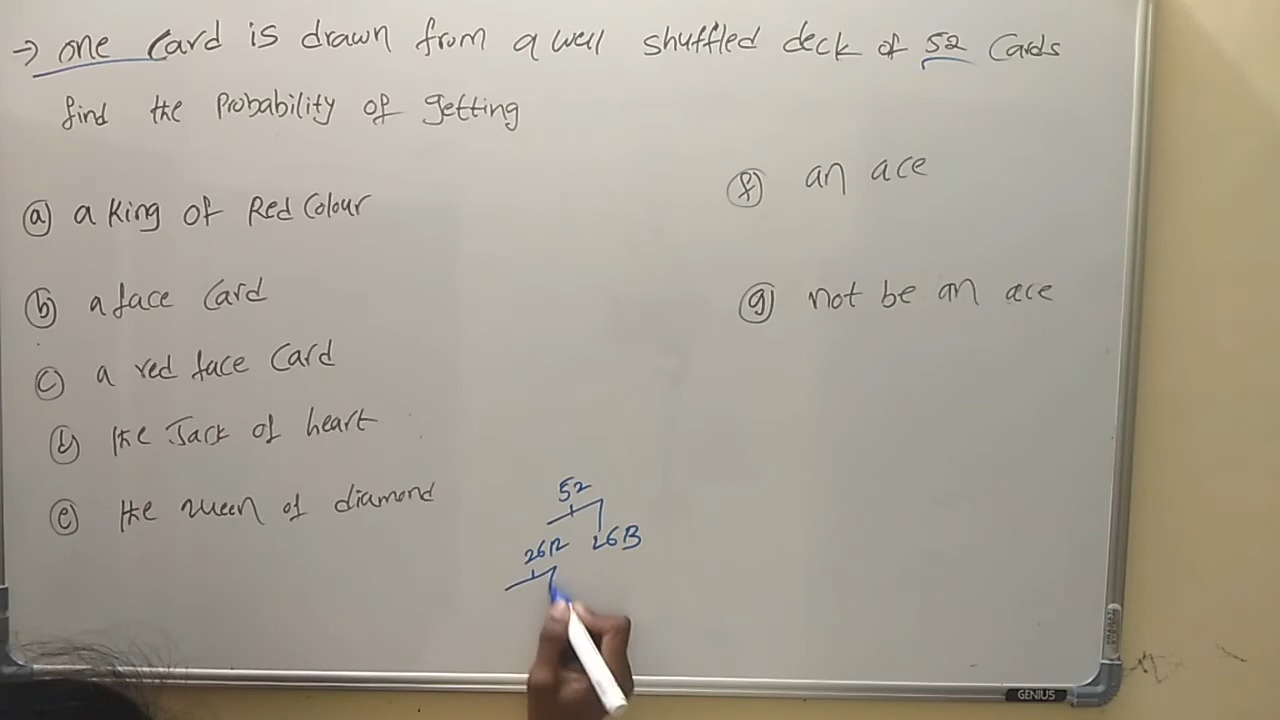 → one Card is drawn from a well shuffled deck of 52 Cards
find the Probability of getting
(a) a King of Red Colour
(b) a face Card
(c) a red face Card
(d) the Jack of heart
(e) the queen of diamond
(f) an ace
(g) not be an ace
52
26R 26B
GENIUS